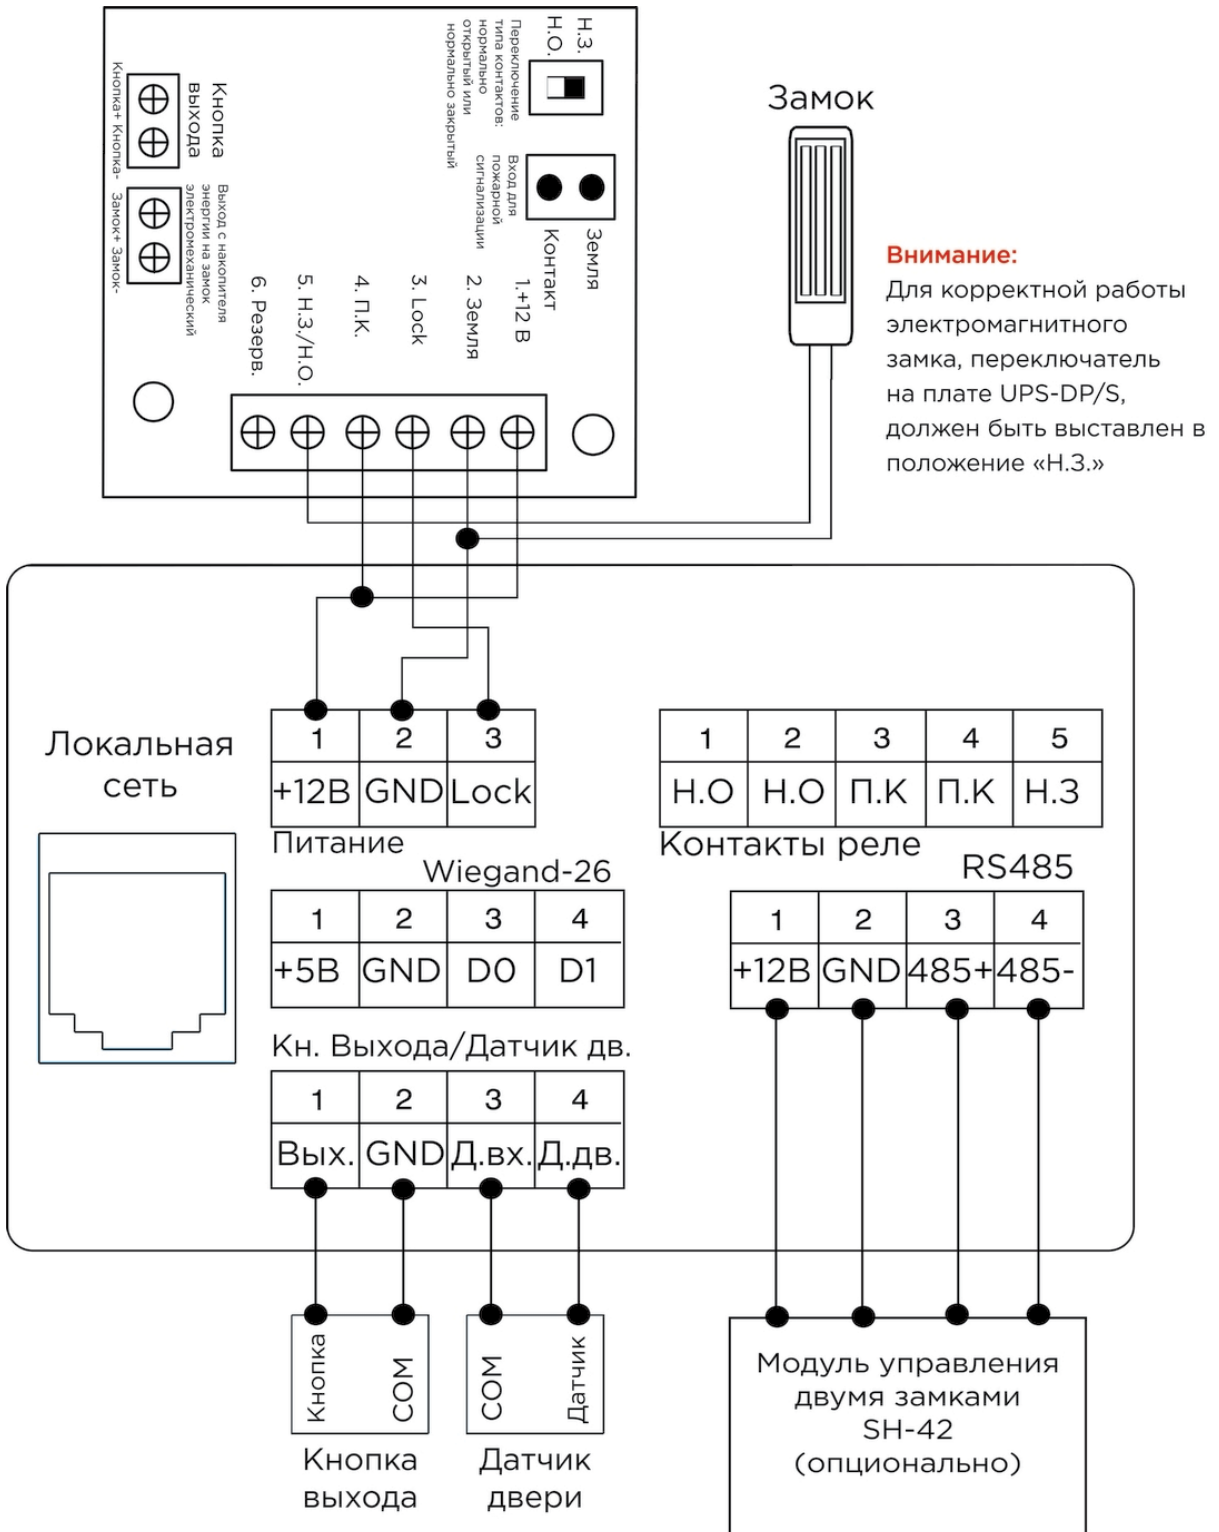 Н.О.
Н.З.
Переключение
типа контактов:
нормально
открытый или
нормально закрытый
Кнопка
выхода
Кнопка+ Кнопка-
Вход для
пожарной
сигнализации
Контакт
Земля
Выход с накопителя
энергии на замок
электромеханический
Замок+ Замок-
6. Резерв.
5. Н.З./Н.О.
4. П.К.
3. Lock
2. Земля
1.+12 В
Замок
Внимание:
Для корректной работы
электромагнитного
замка, переключатель
на плате UPS-DP/S,
должен быть выставлен в
положение «Н.З.»
Локальная
сеть
1 2 3
+12В GND Lock
Питание
1 2 3 4 5
Н.О Н.О П.К П.К Н.З
Контакты реле
Wiegand-26
1 2 3 4
+5В GND D0 D1
RS485
1 2 3 4
+12В GND 485+ 485-
Кн. Выхода/Датчик дв.
1 2 3 4
Вых. GND Д.вх. Д.дв.
Кнопка
COM
COM
Датчик
Кнопка
выхода
Датчик
двери
Модуль управления
двумя замками
SH-42
(опционально)